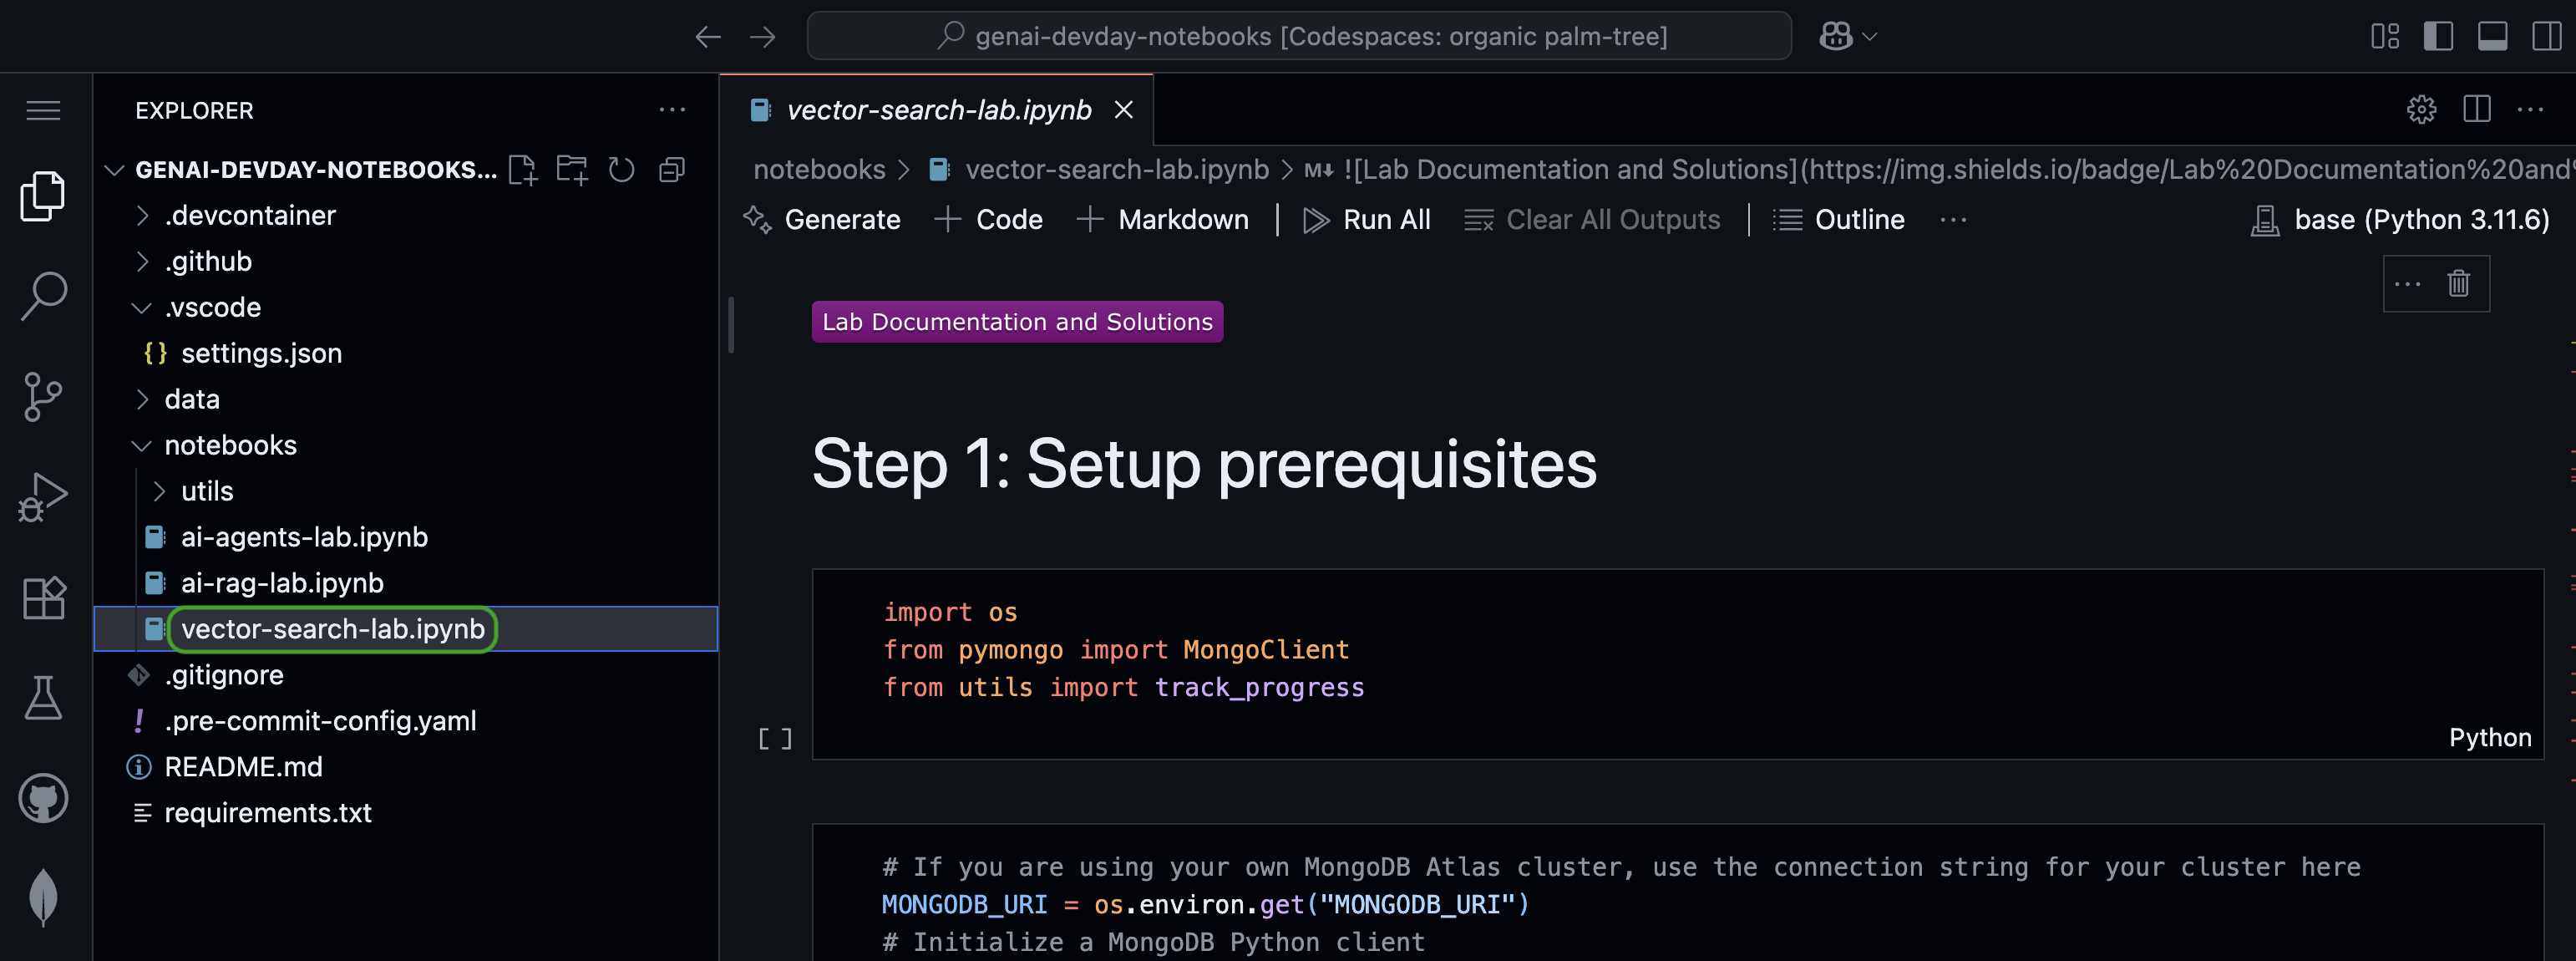 genai-devday-notebooks [Codespaces: organic palm-tree]
EXPLORER
GENAI-DEVDAY-NOTEBOOKS...
.devcontainer
.github
.vscode
{} settings.json
data
notebooks
utils
ai-agents-lab.ipynb
ai-rag-lab.ipynb
vector-search-lab.ipynb
.gitignore
! .pre-commit-config.yaml
README.md
requirements.txt
vector-search-lab.ipynb
notebooks > vector-search-lab.ipynb > M↓ ![Lab Documentation and Solutions](https://img.shields.io/badge/Lab%20Documentation%20and%
Generate + Code + Markdown | Run All Clear All Outputs | Outline ... base (Python 3.11.6)
Lab Documentation and Solutions
Step 1: Setup prerequisites
import os
from pymongo import MongoClient
from utils import track_progress
[ ]
Python
# If you are using your own MongoDB Atlas cluster, use the connection string for your cluster here
MONGODB_URI = os.environ.get("MONGODB_URI")
# Initialize a MongoDB Python client